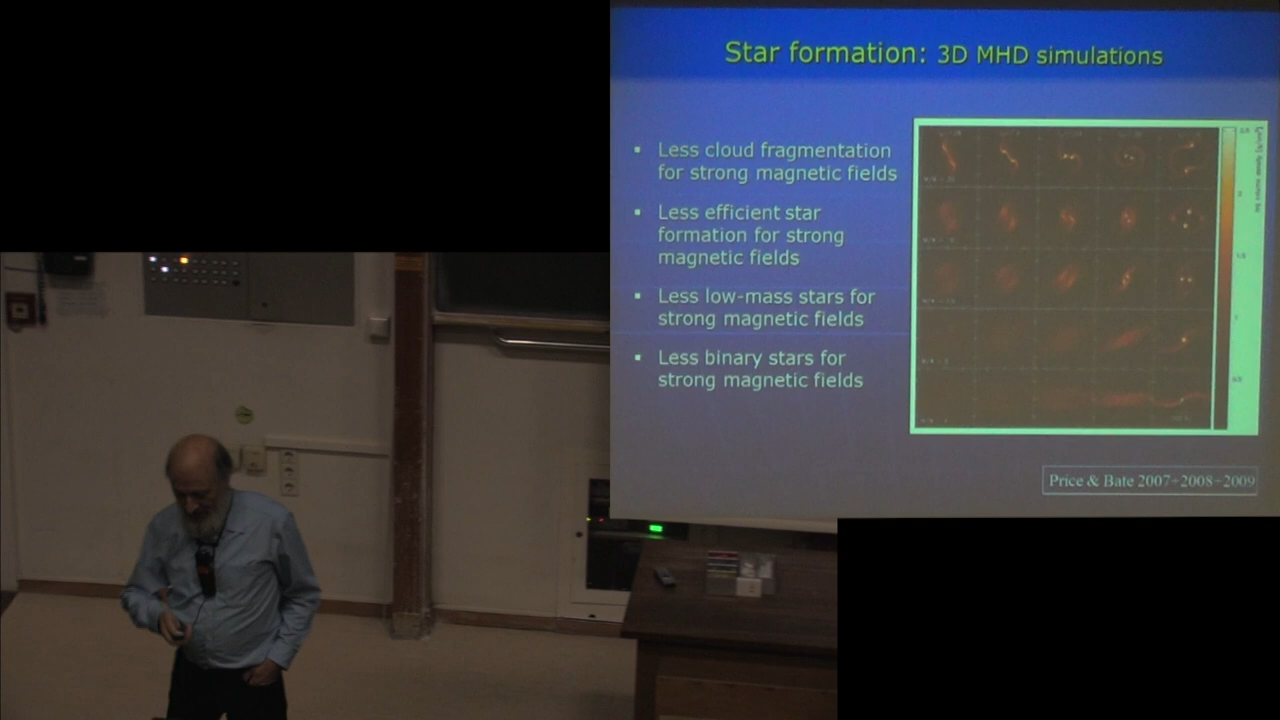 Star formation: 3D MHD simulations
▪ Less cloud fragmentation
for strong magnetic fields
▪ Less efficient star
formation for strong
magnetic fields
▪ Less low-mass stars for
strong magnetic fields
▪ Less binary stars for
strong magnetic fields
Price & Bate 2007+2008+2009